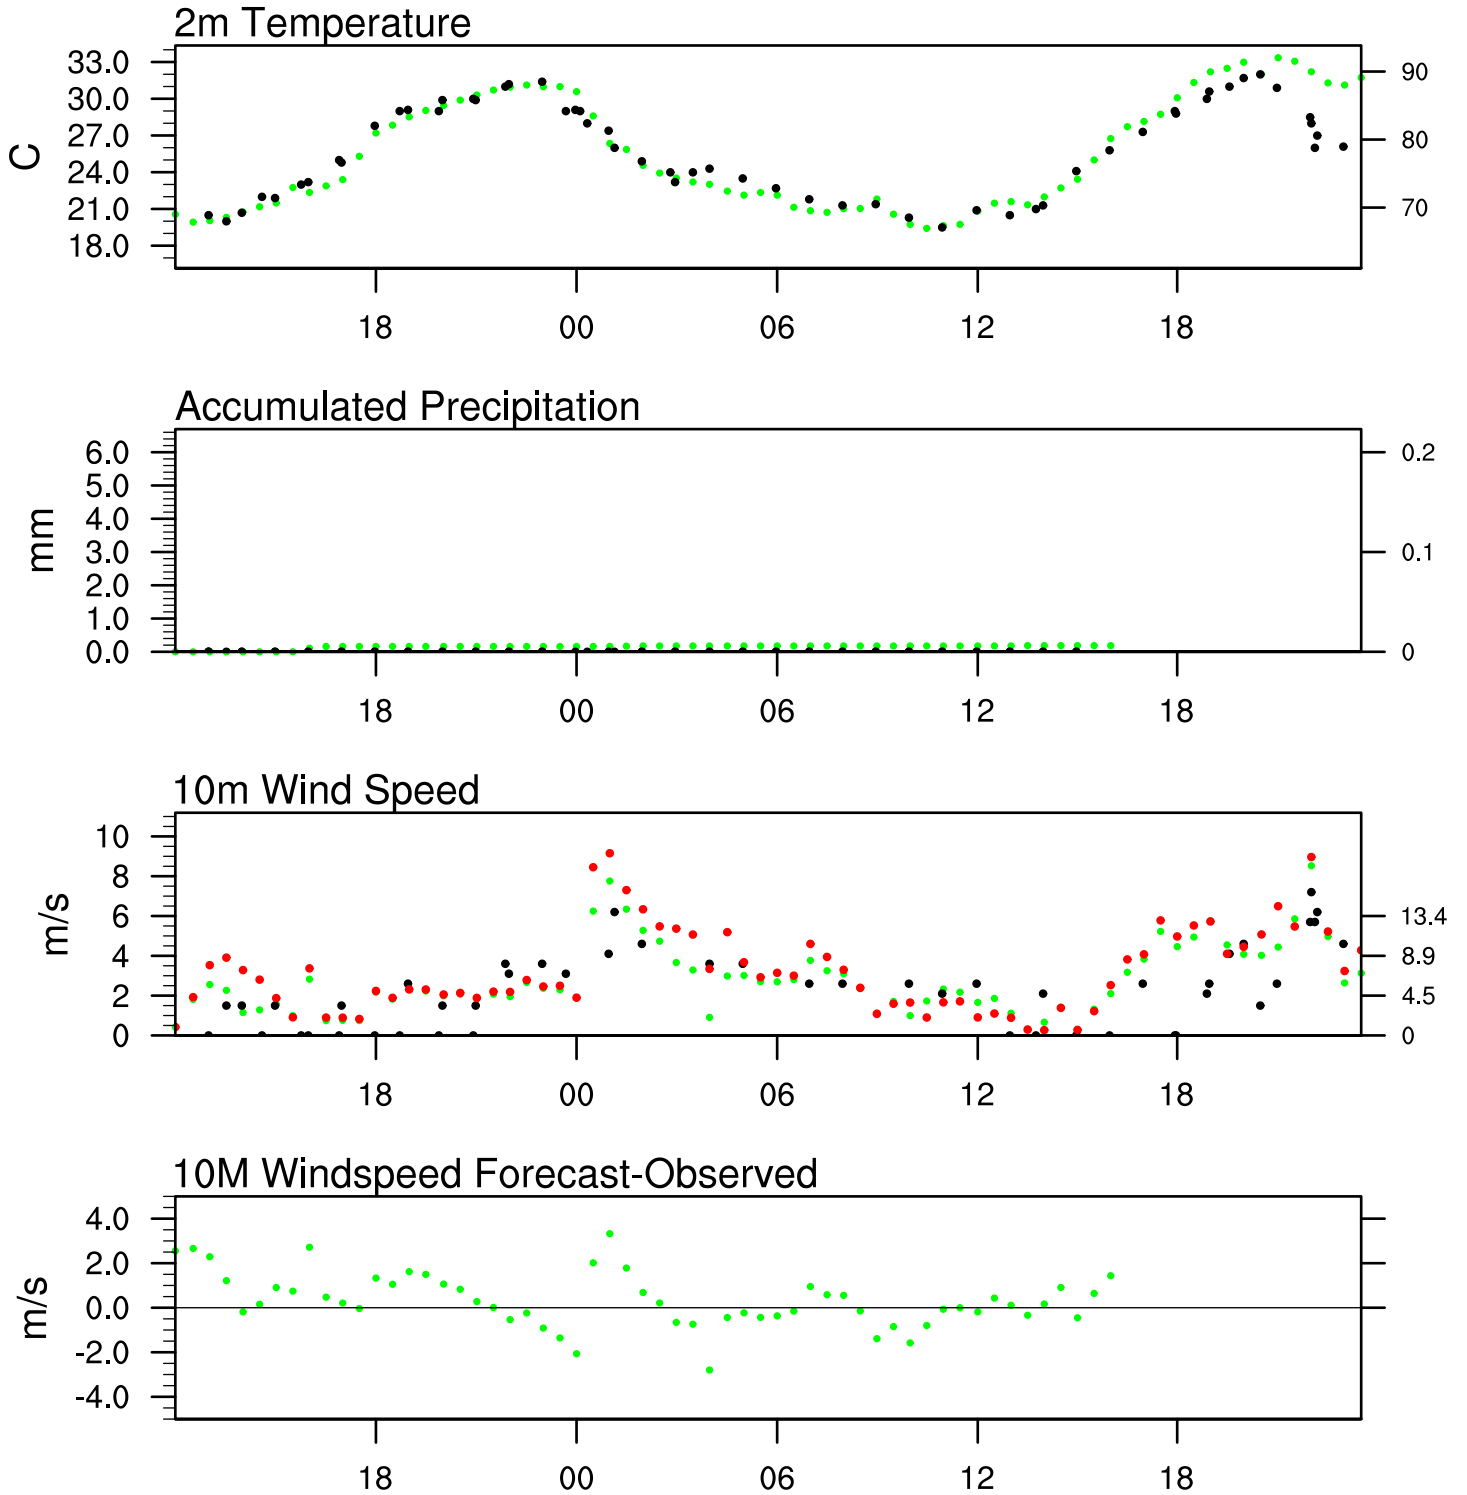 2m Temperature
33.0
30.0
27.0
24.0
21.0
18.0
C
90
80
70
18 00 06 12 18
Accumulated Precipitation
6.0
5.0
4.0
3.0
2.0
1.0
0.0
mm
0.2
0.1
0
18 00 06 12 18
10m Wind Speed
10
8
6
4
2
0
m/s
13.4
8.9
4.5
0
18 00 06 12 18
10M Windspeed Forecast-Observed
4.0
2.0
0.0
-2.0
-4.0
m/s
18 00 06 12 18